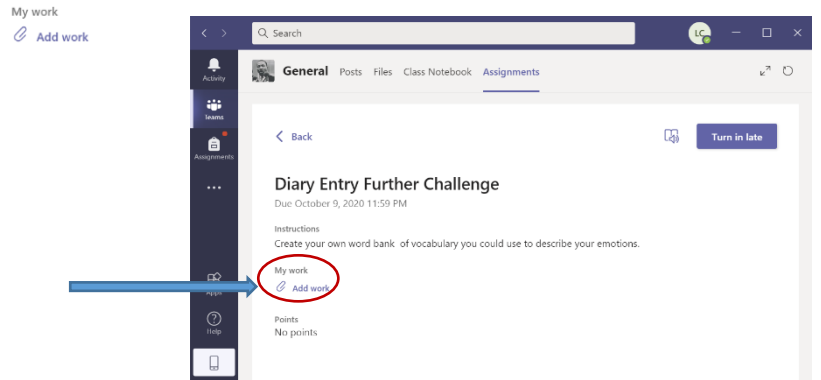 My work
Add work
Search
LC
Activity
General Posts Files Class Notebook Assignments
Teams
Back
Turn in late
Assignments
Diary Entry Further Challenge
Due October 9, 2020 11:59 PM
Instructions
Create your own word bank of vocabulary you could use to describe your emotions.
My work
Add work
Apps
Points
No points
Help